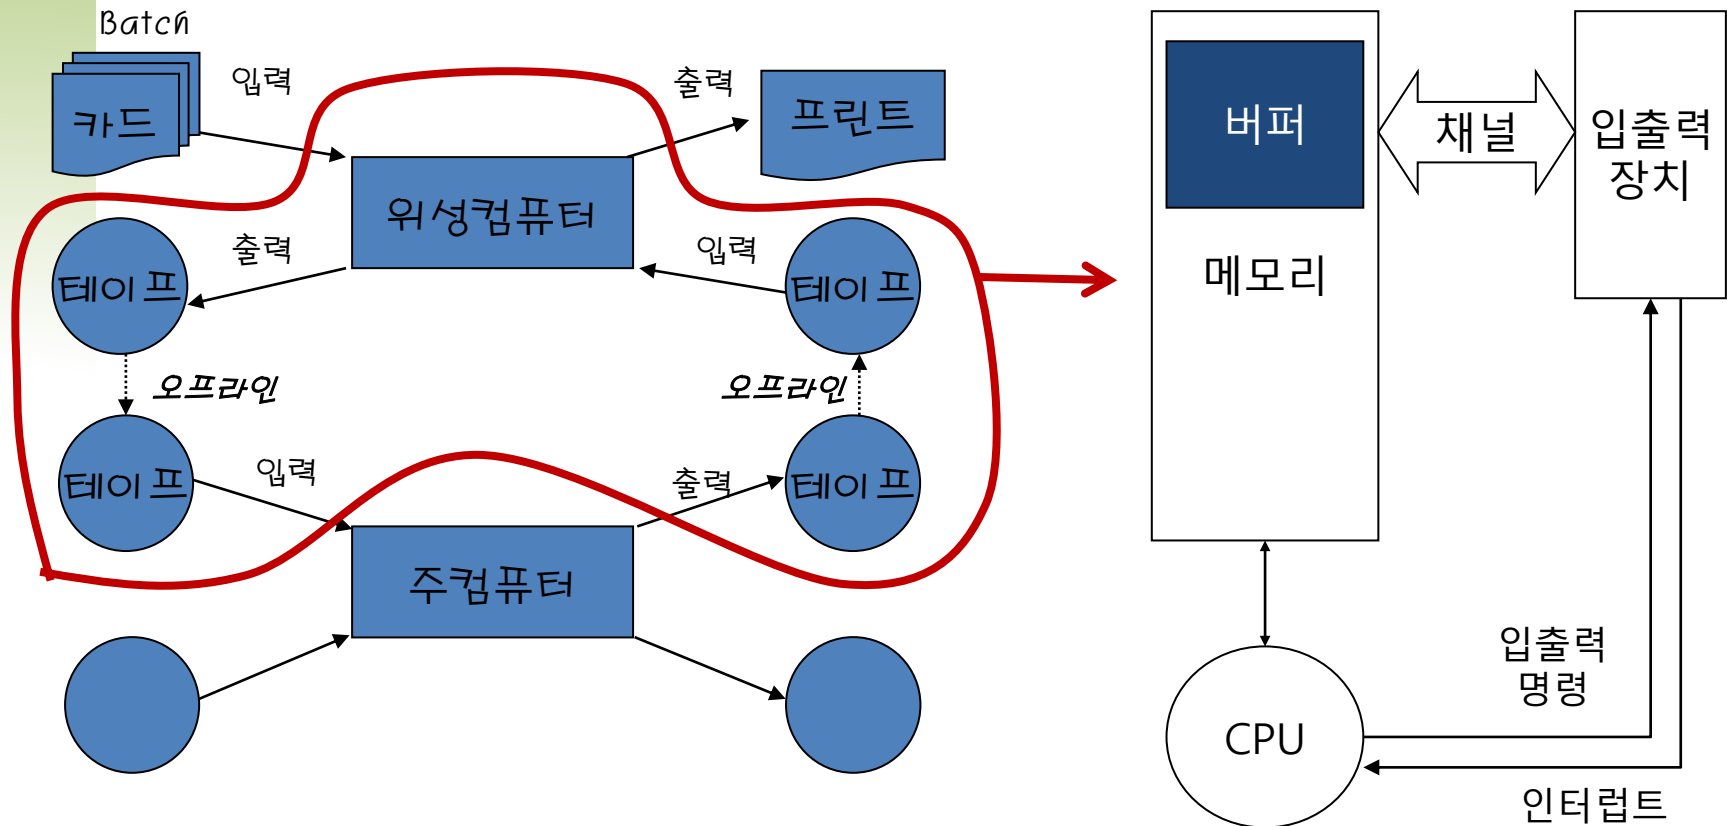 Batch
카드
입력
출력
프린트
위성컴퓨터
테이프
출력
입력
테이프
오프라인
오프라인
테이프
입력
출력
테이프
주컴퓨터
버퍼
채널
입출력
장치
메모리
입출력
명령
CPU
인터럽트